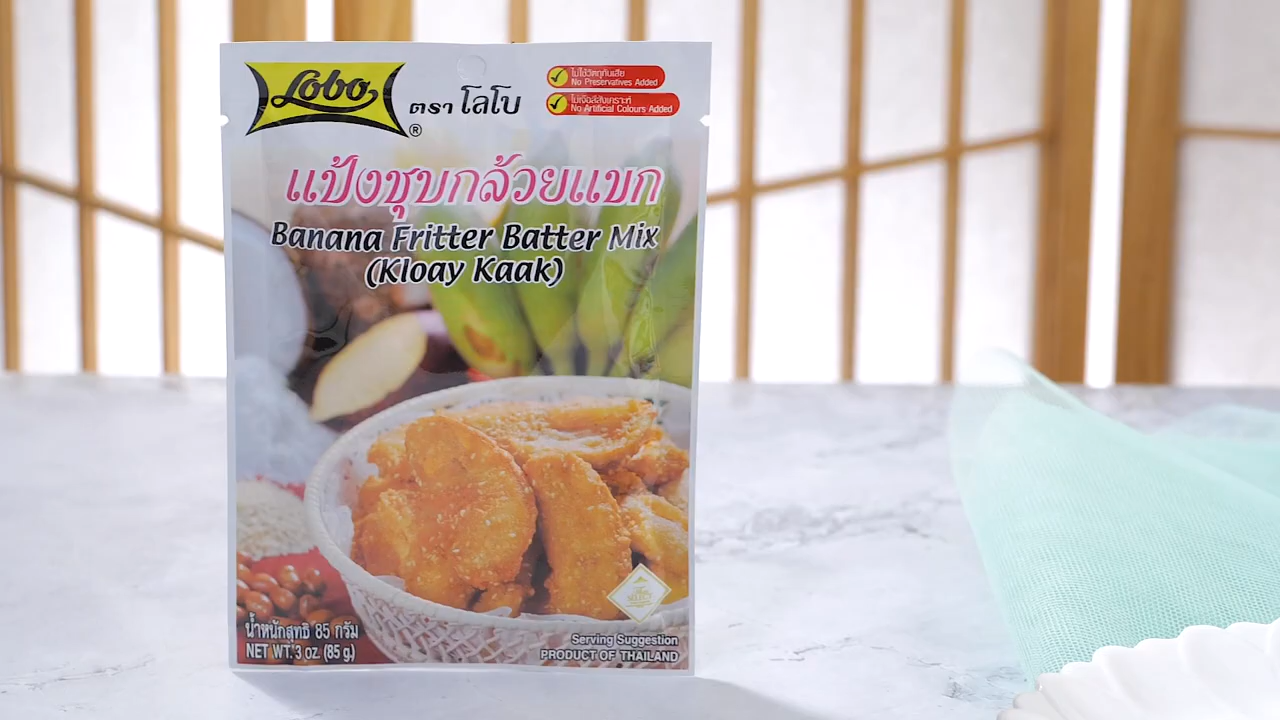 Lobo
®
ตรา โลโบ
ไม่ใช้วัตถุกันเสีย
No Preservatives Added
ไม่เจือสีสังเคราะห์
No Artificial Colours Added
แป้งชุบกล้วยแขก
Banana Fritter Batter Mix
(Kloay Kaak)
SELECT
น้ำหนักสุทธิ 85 กรัม
NET WT. 3 oz. (85 g.)
Serving Suggestion
PRODUCT OF THAILAND